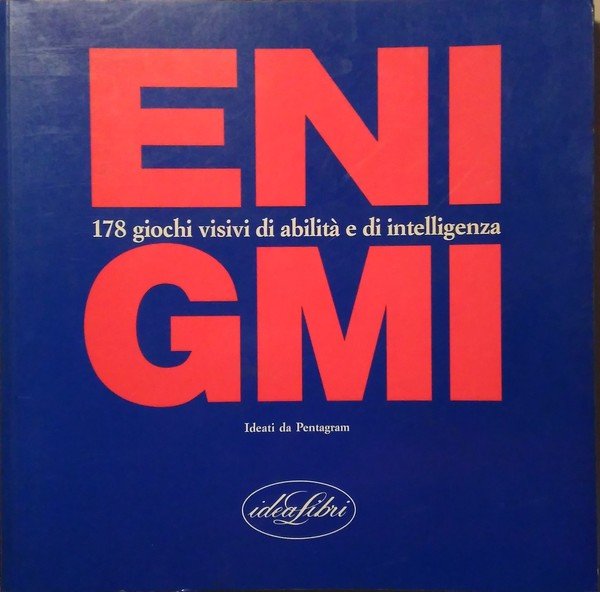 ENI
178 giochi visivi di abilità e di intelligenza
GMI
Ideati da Pentagram
ideaLibri